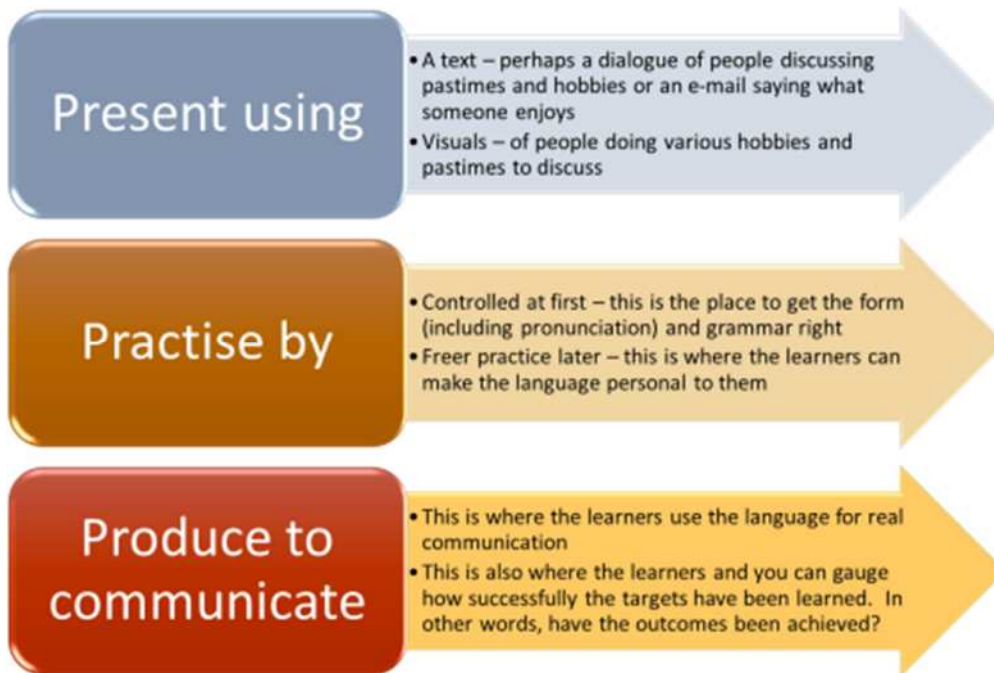 Present using
• A text – perhaps a dialogue of people discussing
pastimes and hobbies or an e-mail saying what
someone enjoys
• Visuals – of people doing various hobbies and
pastimes to discuss
Practise by
• Controlled at first – this is the place to get the form
(including pronunciation) and grammar right
• Freer practice later – this is where the learners can
make the language personal to them
Produce to
communicate
• This is where the learners use the language for real
communication
• This is also where the learners and you can gauge
how successfully the targets have been learned.  In
other words, have the outcomes been achieved?